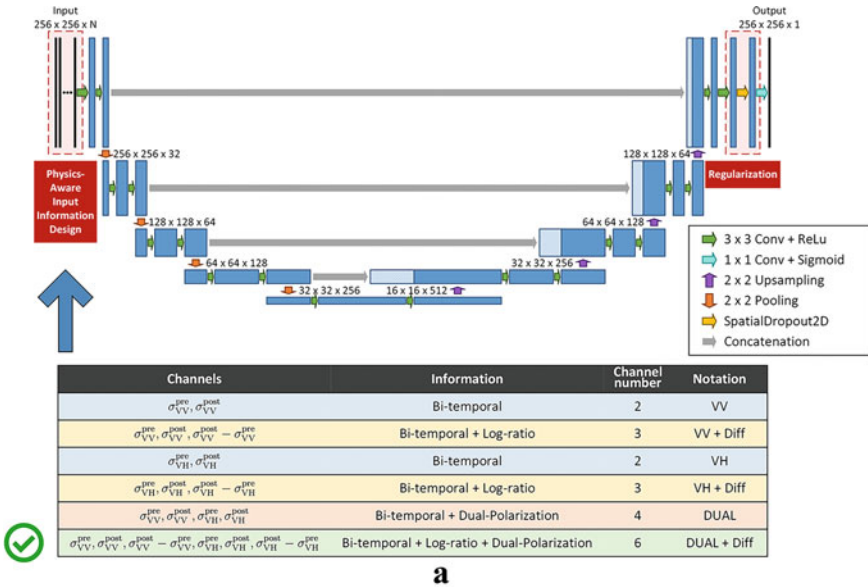 Input
256 x 256 x N
Output
256 x 256 x 1
...
256 x 256 x 32
128 x 128 x 64
Physics-
Aware
Input
Information
Design
Regularization
128 x 128 x 64
64 x 64 x 128
64 x 64 x 128
32 x 32 x 256
32 x 32 x 256
16 x 16 x 512
3 x 3 Conv + ReLu
1 x 1 Conv + Sigmoid
2 x 2 Upsampling
2 x 2 Pooling
SpatialDropout2D
Concatenation
Channels Information Channel number Notation
σ^pre_VV, σ^post_VV Bi-temporal 2 VV
σ^pre_VV, σ^post_VV, σ^post_VV − σ^pre_VV Bi-temporal + Log-ratio 3 VV + Diff
σ^pre_VH, σ^post_VH Bi-temporal 2 VH
σ^pre_VH, σ^post_VH, σ^post_VH − σ^pre_VH Bi-temporal + Log-ratio 3 VH + Diff
σ^pre_VV, σ^post_VV, σ^pre_VH, σ^post_VH Bi-temporal + Dual-Polarization 4 DUAL
σ^pre_VV, σ^post_VV, σ^post_VV − σ^pre_VV, σ^pre_VH, σ^post_VH, σ^post_VH − σ^pre_VH Bi-temporal + Log-ratio + Dual-Polarization 6 DUAL + Diff
a